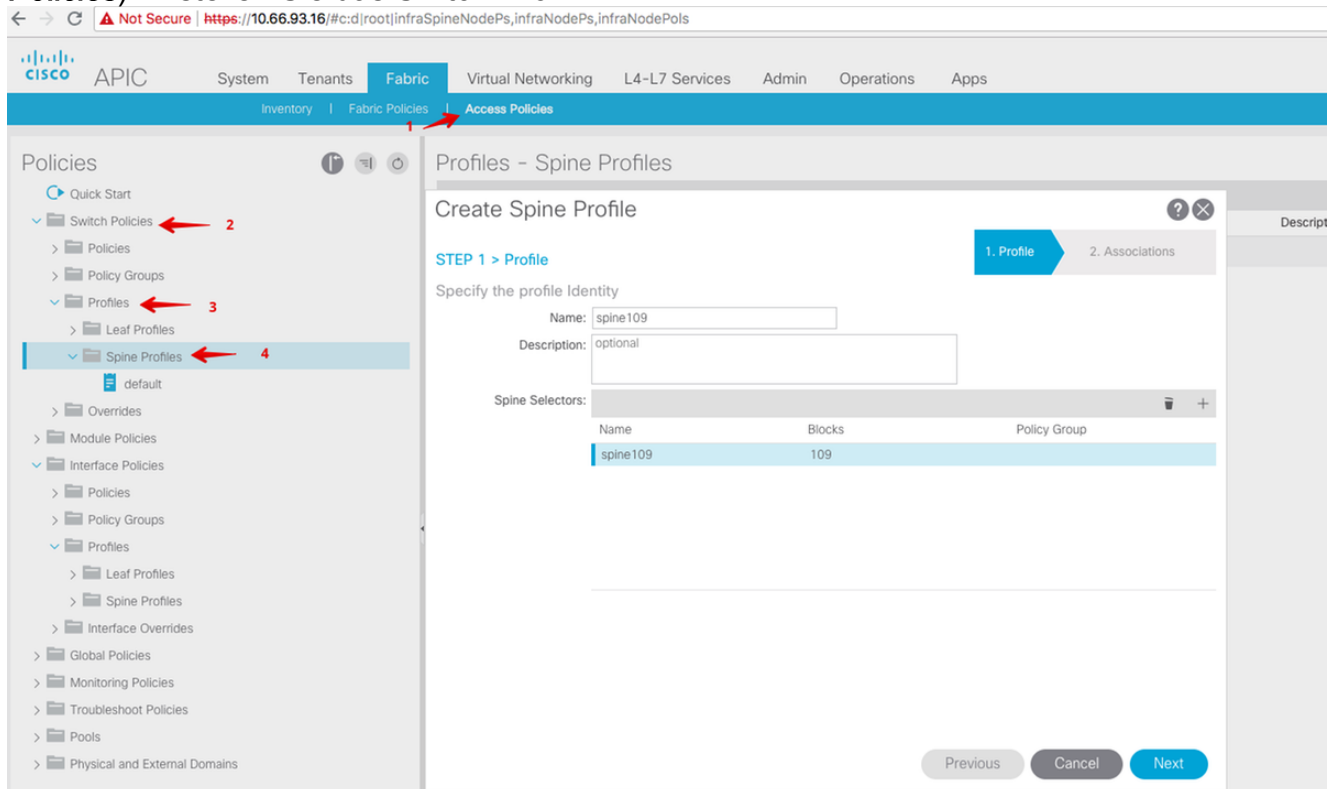 ← → C Not Secure | https://10.66.93.16/#c:d|root|infraSpineNodePs,infraNodePs,infraNodePols
CISCO APIC System Tenants Fabric Virtual Networking L4-L7 Services Admin Operations Apps
Inventory | Fabric Policies | Access Policies
1
Policies
Quick Start
Switch Policies 2
Policies
Policy Groups
Profiles 3
Leaf Profiles
Spine Profiles 4
default
Overrides
Module Policies
Interface Policies
Policies
Policy Groups
Profiles
Leaf Profiles
Spine Profiles
Interface Overrides
Global Policies
Monitoring Policies
Troubleshoot Policies
Pools
Physical and External Domains
Profiles - Spine Profiles
Descript
Create Spine Profile
STEP 1 > Profile
1. Profile 2. Associations
Specify the profile Identity
Name: spine109
Description: optional
Spine Selectors:
Name Blocks Policy Group
spine109 109
Previous Cancel Next